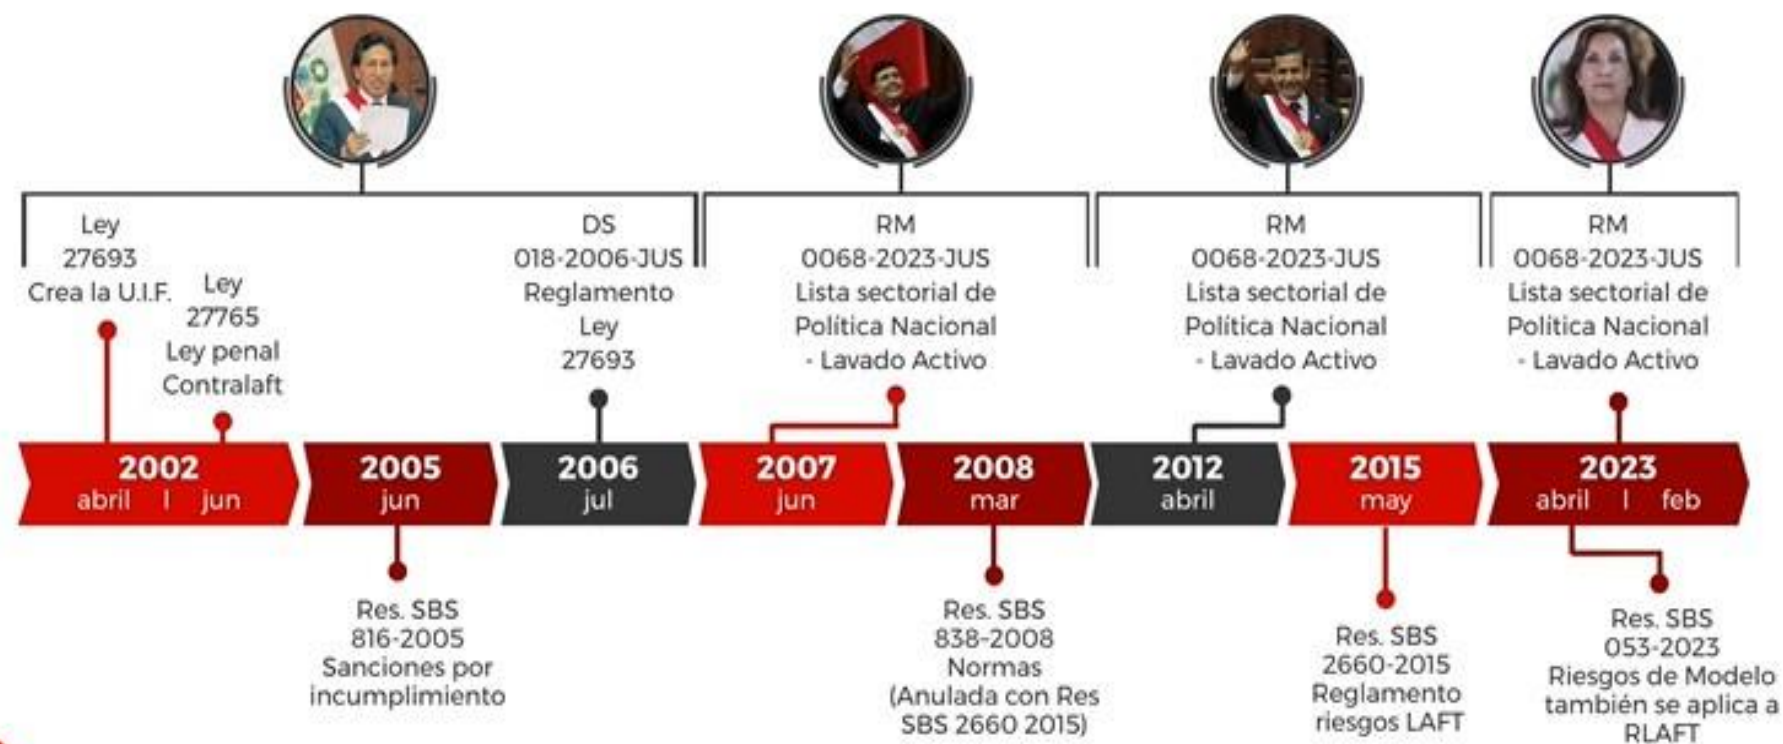 Ley
27693
Crea la U.I.F.
Ley
27765
Ley penal
Contralaft
DS
018-2006-JUS
Reglamento
Ley
27693
RM
0068-2023-JUS
Lista sectorial de
Política Nacional
- Lavado Activo
RM
0068-2023-JUS
Lista sectorial de
Política Nacional
- Lavado Activo
RM
0068-2023-JUS
Lista sectorial de
Política Nacional
- Lavado Activo
2002
abril | jun
2005
jun
2006
jul
2007
jun
2008
mar
2012
abril
2015
may
2023
abril | feb
Res. SBS
816-2005
Sanciones por
incumplimiento
Res. SBS
838-2008
Normas
(Anulada con Res
SBS 2660 2015)
Res. SBS
2660-2015
Reglamento
riesgos LAFT
Res. SBS
053-2023
Riesgos de Modelo
también se aplica a
RLAFT